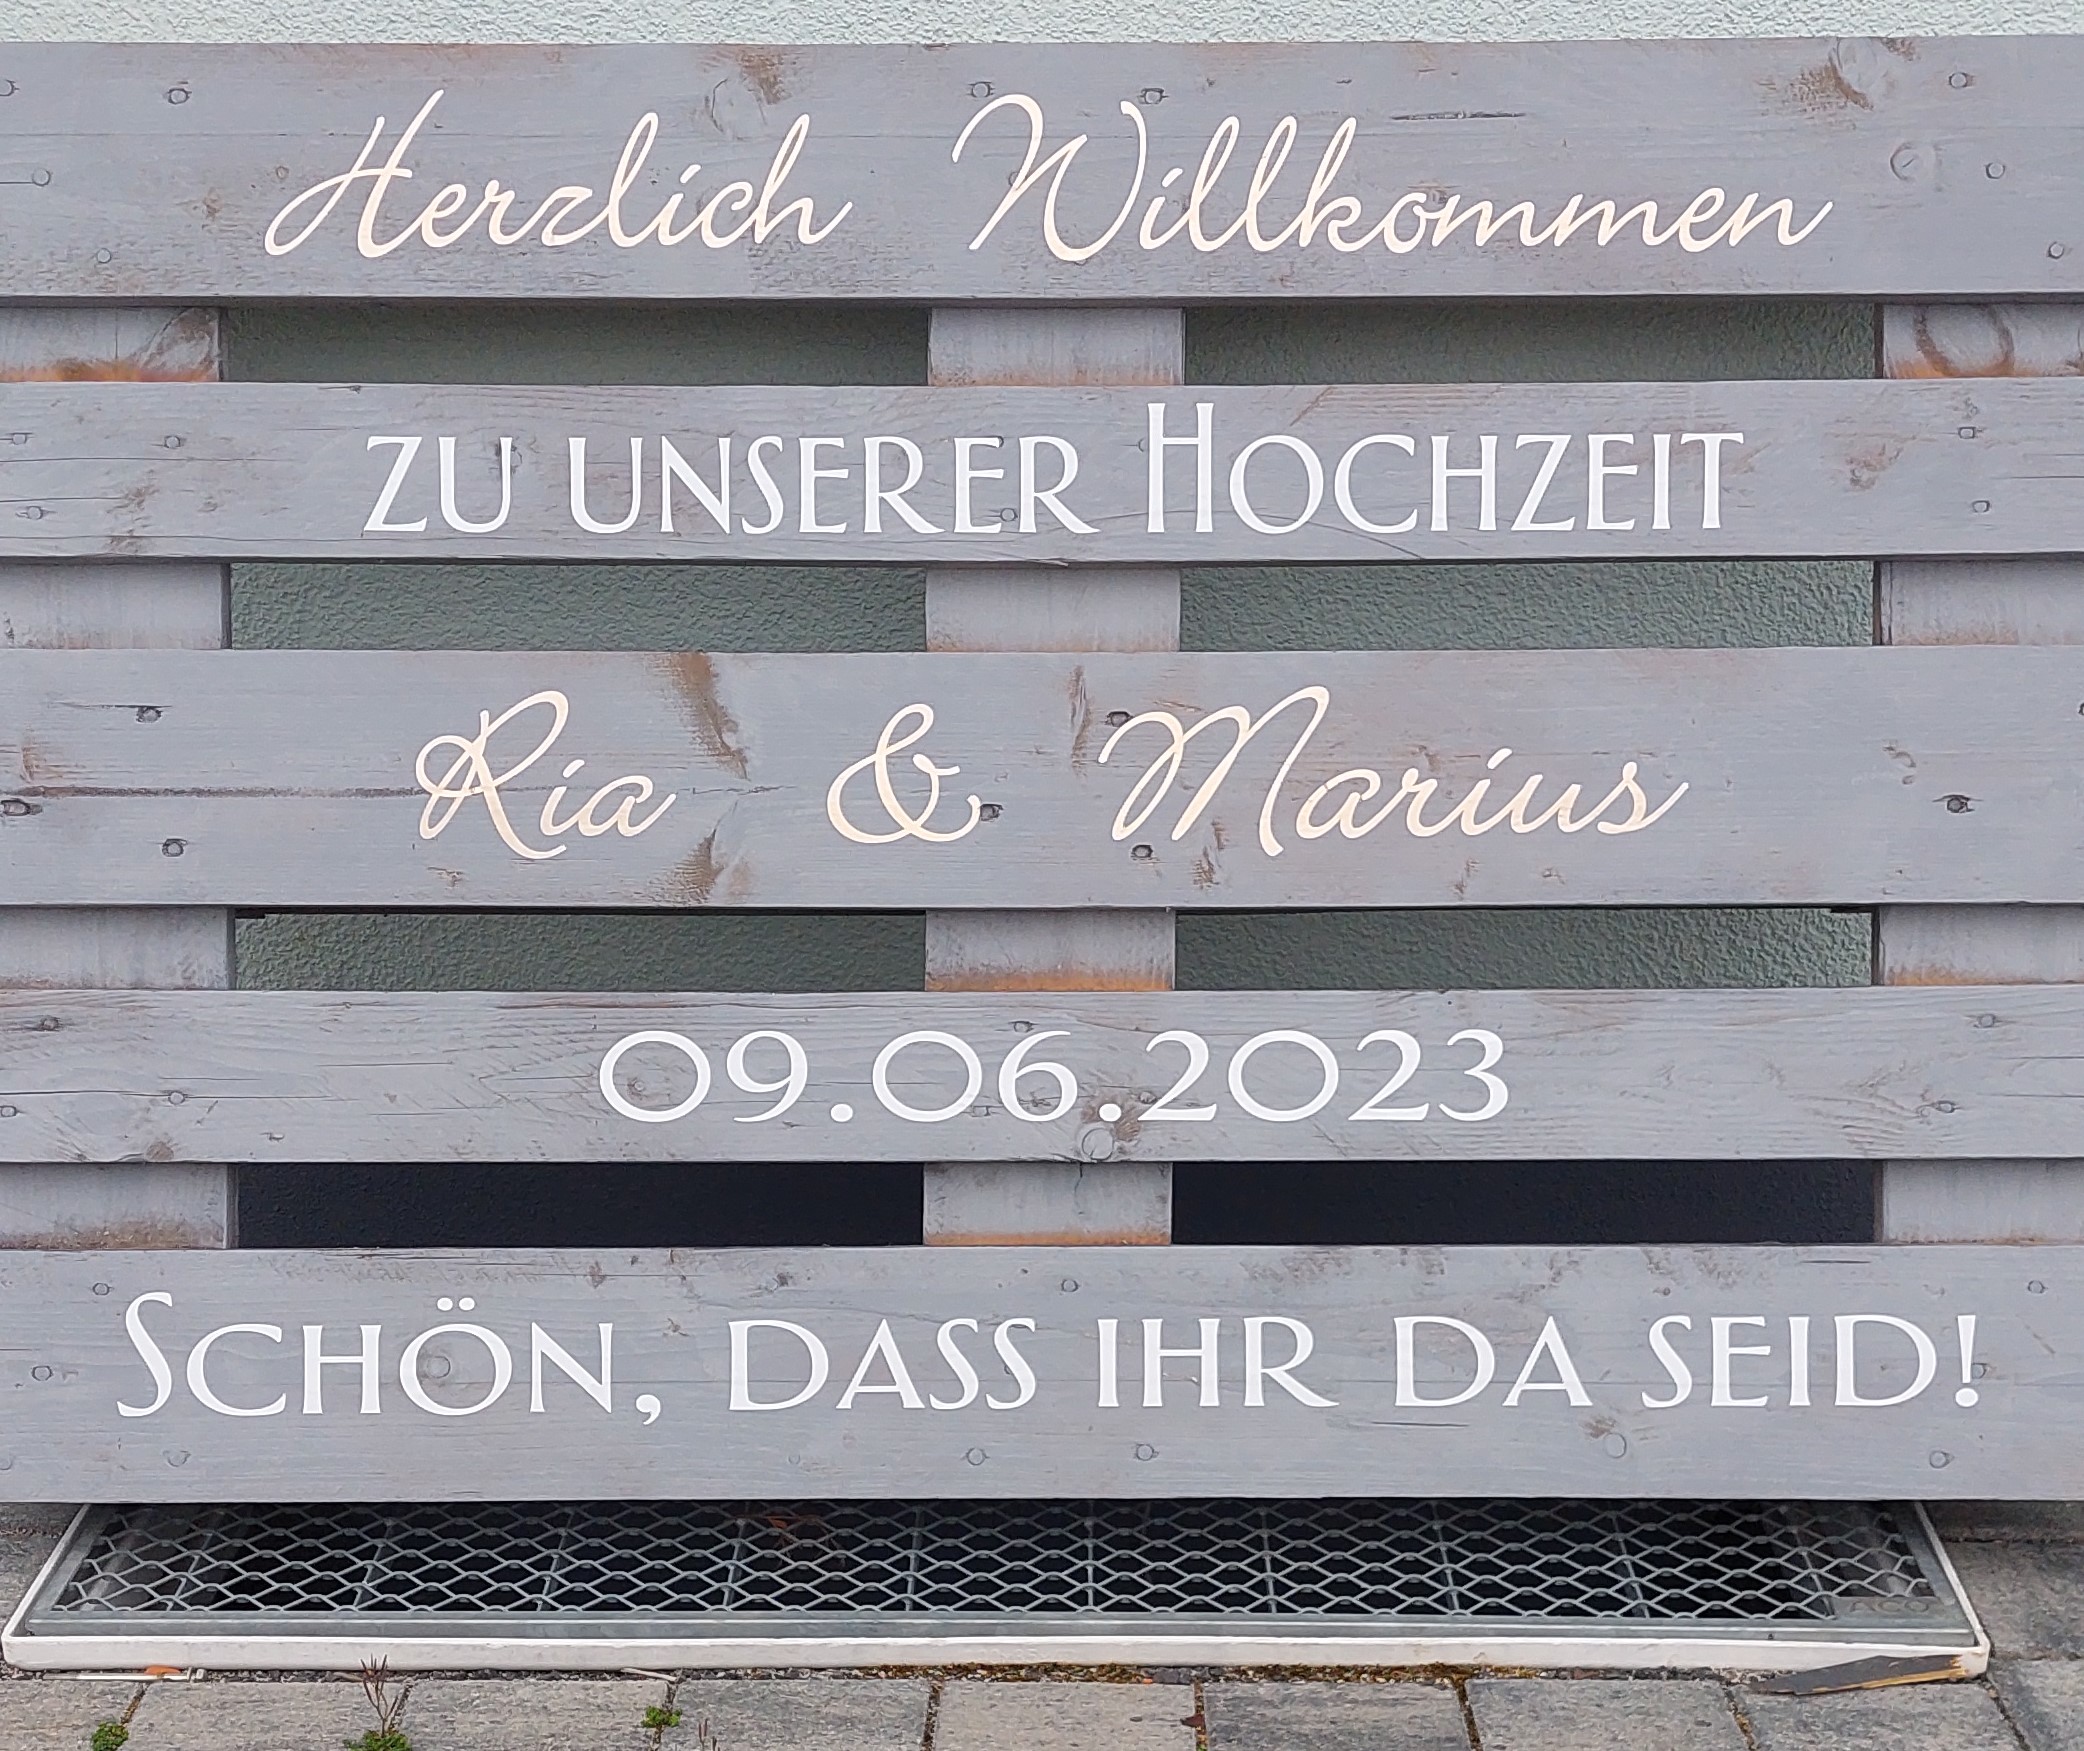 Herzlich Willkommen
zu unserer Hochzeit
Ria & Marius
09.06.2023
Schön, dass ihr da seid!